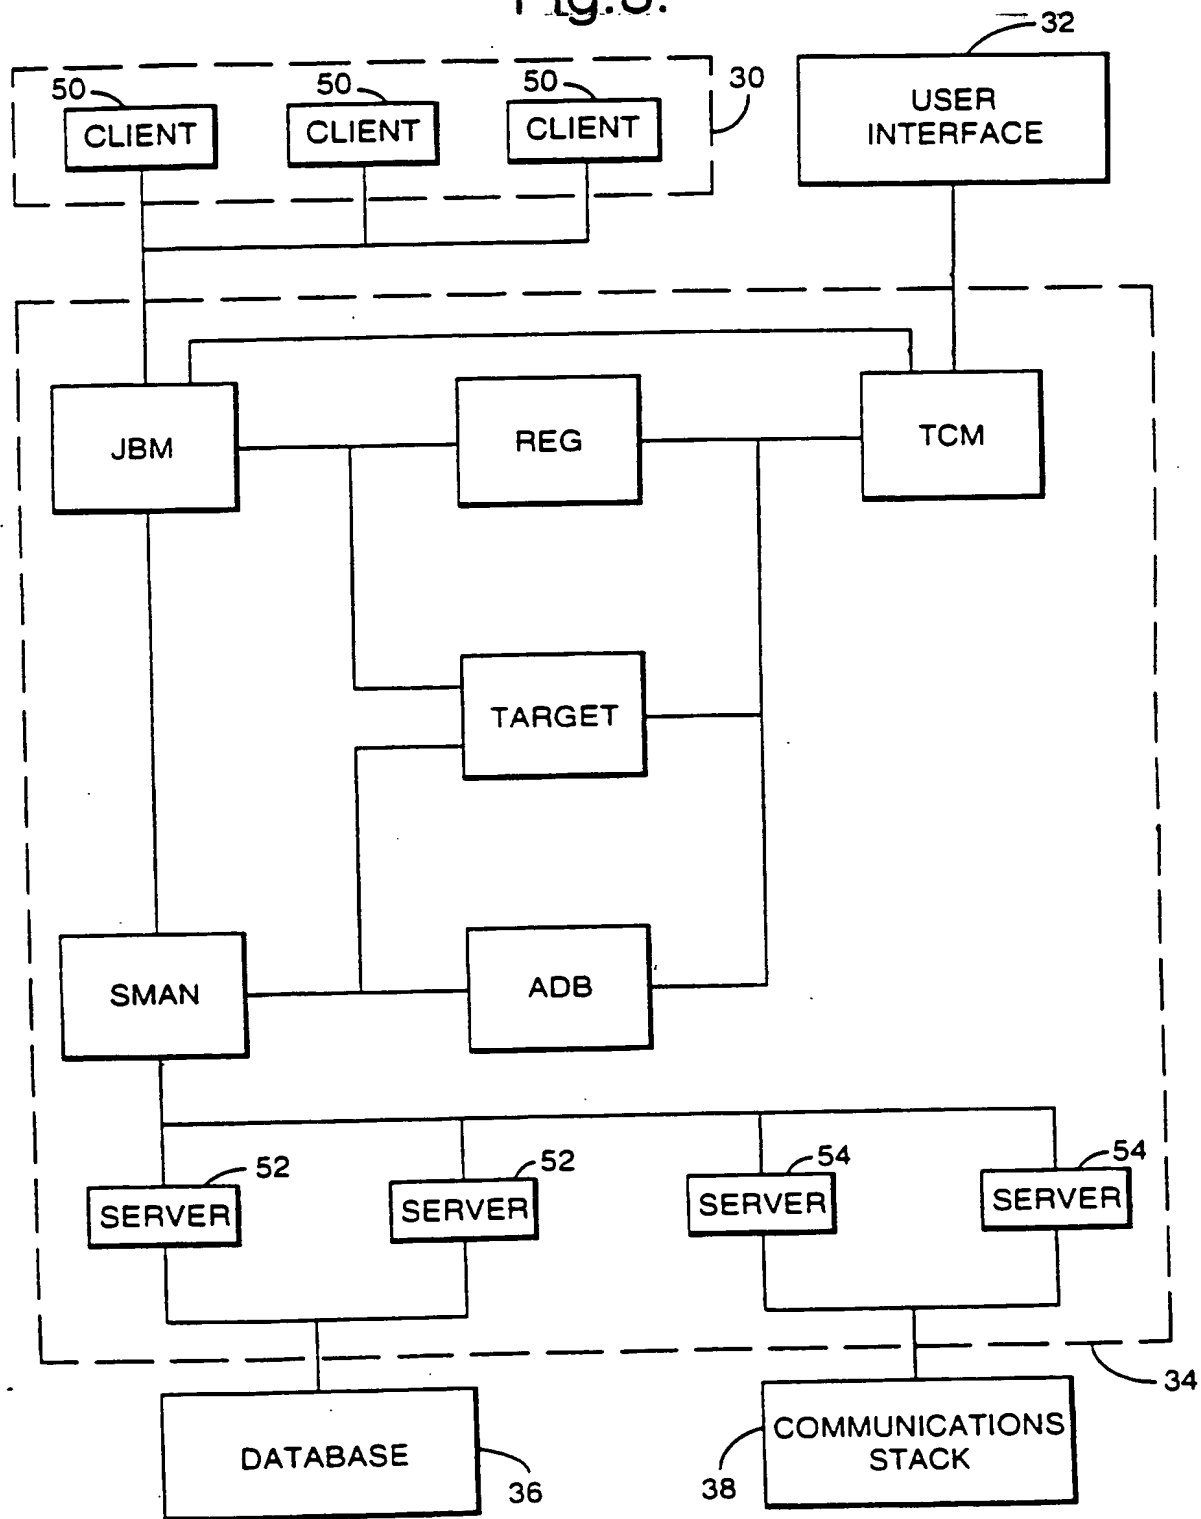 32
50
50
50
30
CLIENT
CLIENT
CLIENT
USER
INTERFACE
JBM
REG
TCM
TARGET
SMAN
ADB
52
52
54
54
SERVER
SERVER
SERVER
SERVER
34
DATABASE
36
COMMUNICATIONS
STACK
38